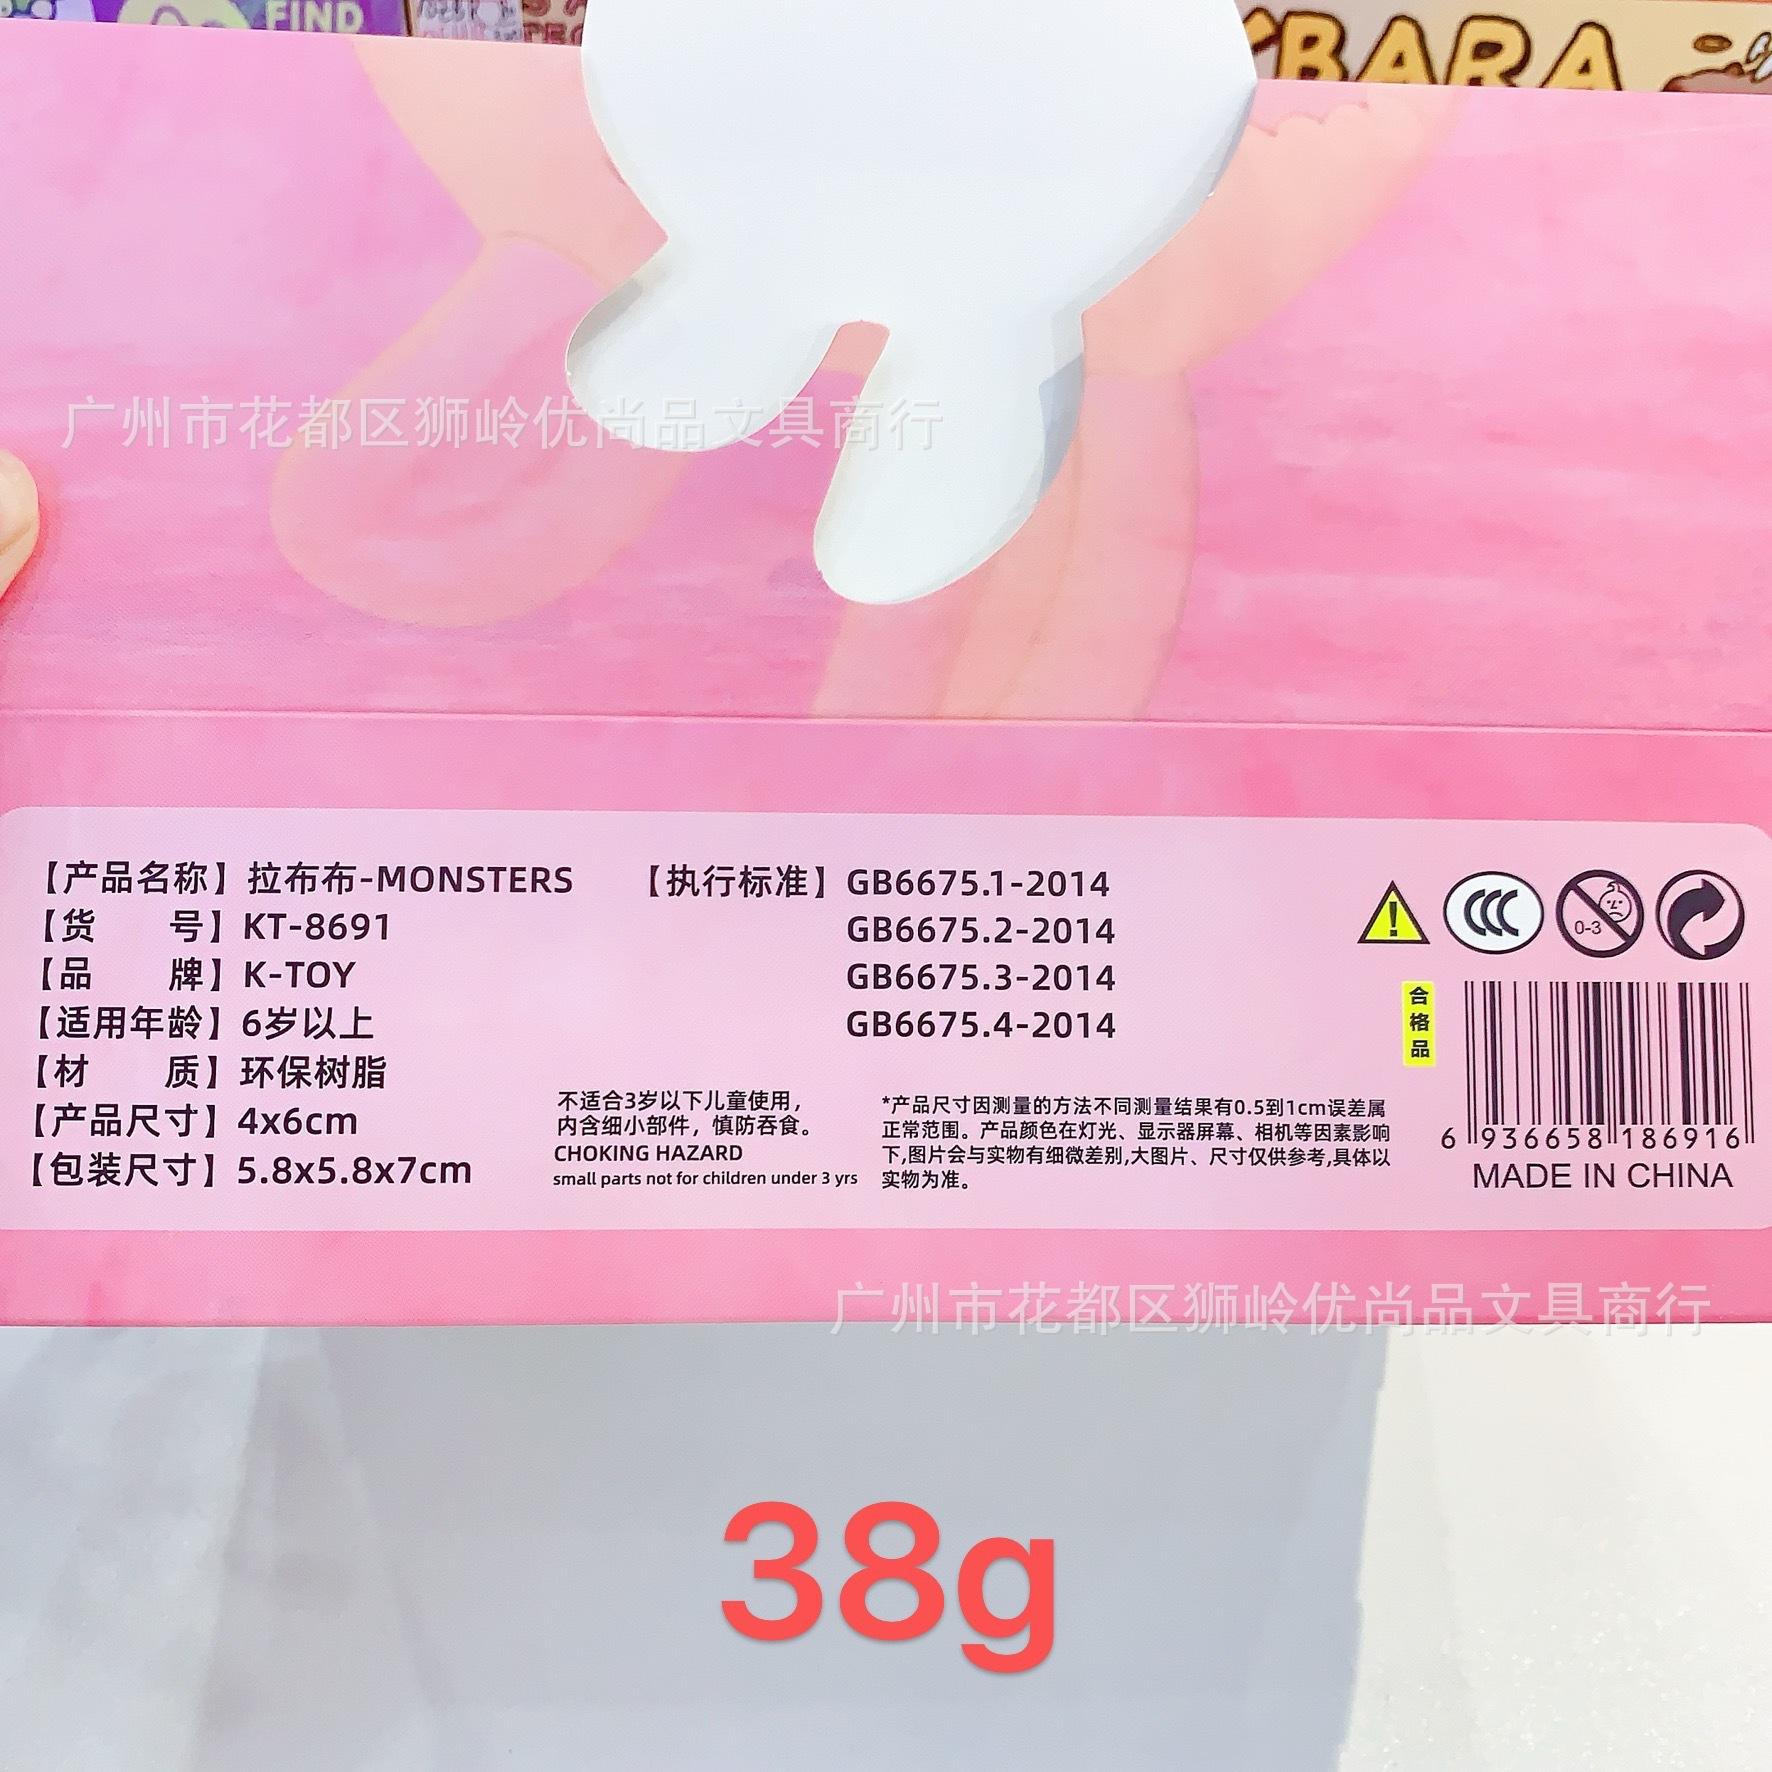 FIND
BARA
广州市花都区狮岭优尚品文具商行
【产品名称】拉布布-MONSTERS
【货 号】KT-8691
【品 牌】K-TOY
【适用年龄】6岁以上
【材 质】环保树脂
【产品尺寸】4x6cm
【包装尺寸】5.8x5.8x7cm
【执行标准】GB6675.1-2014
GB6675.2-2014
GB6675.3-2014
GB6675.4-2014
不适合3岁以下儿童使用，
内含细小部件，慎防吞食。
CHOKING HAZARD
small parts not for children under 3 yrs
*产品尺寸因测量的方法不同测量结果有0.5到1cm误差属
正常范围。产品颜色在灯光、显示器屏幕、相机等因素影响
下,图片会与实物有细微差别,大图片、尺寸仅供参考,具体以
实物为准。
0-3
合格品
6 936658 186916
MADE IN CHINA
广州市花都区狮岭优尚品文具商行
38g